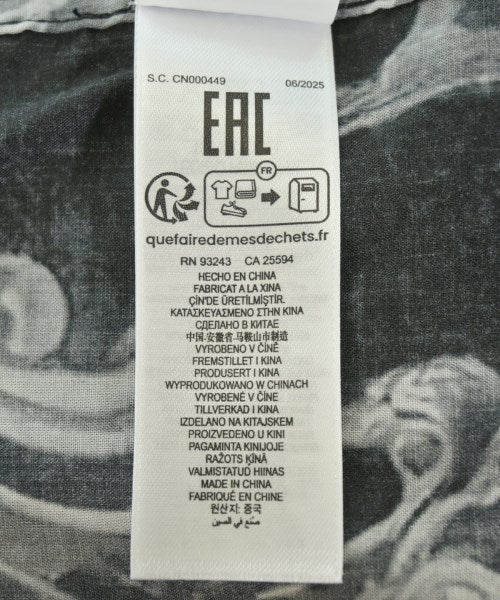 S.C. CN000449 06/2025
EAC
FR
quefairedemesdechets.fr
RN 93243 CA 25594
HECHO EN CHINA
FABRICAT A LA XINA
ÇİN'DE ÜRETİLMİŞTİR.
ΚΑΤΑΣΚΕΥΑΣΜΕΝΟ ΣΤΗΝ ΚΙΝΑ
СДЕЛАНО В КИТАЕ
中国-安徽省-马鞍山市制造
VYROBENO V ČÍNĚ
FREMSTILLET I KINA
PRODUSERT I KINA
WYPRODUKOWANO W CHINACH
VYROBENÉ V ČÍNE
TILLVERKAD I KINA
IZDELANO NA KITAJSKEM
PROIZVEDENO U KINI
PAGAMINTA KINIJOJE
RAŽOTS ĶĪNĀ
VALMISTATUD HIINAS
MADE IN CHINA
FABRIQUÉ EN CHINE
원산지: 중국
صنع في الصين